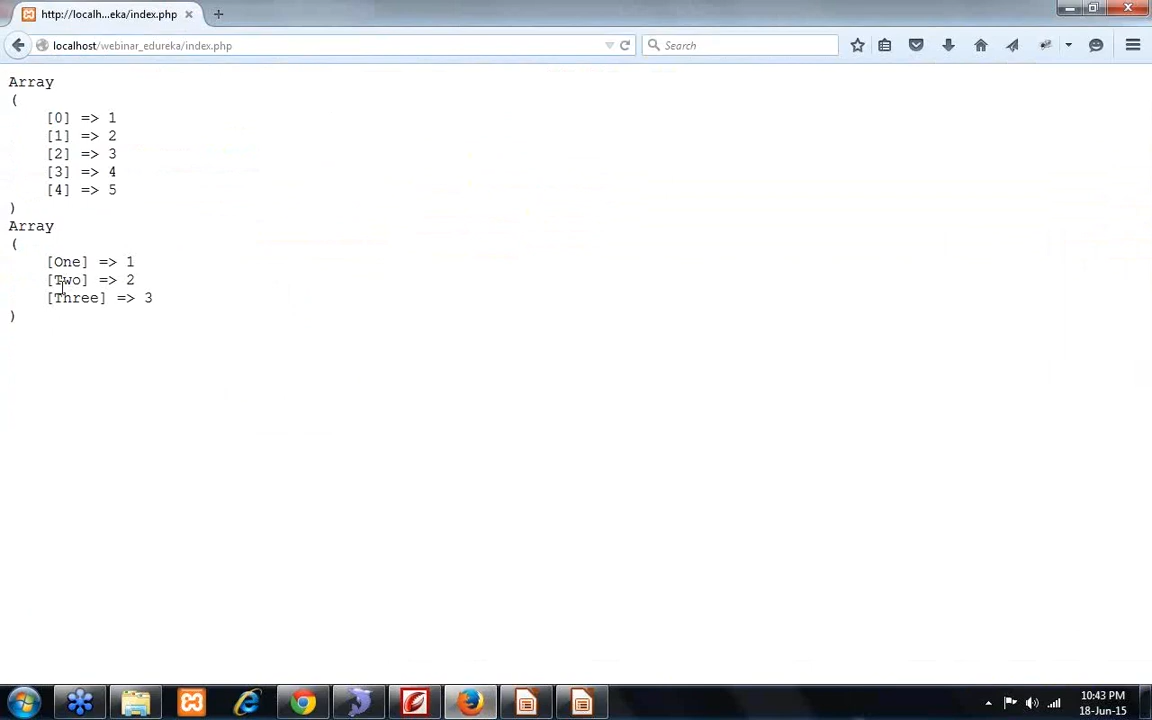 http://localh...eka/index.php
localhost/webinar_edureka/index.php
Search
Array
(
[0] => 1
[1] => 2
[2] => 3
[3] => 4
[4] => 5
)
Array
(
[One] => 1
[Two] => 2
[Three] => 3
)
10:43 PM
18-Jun-15